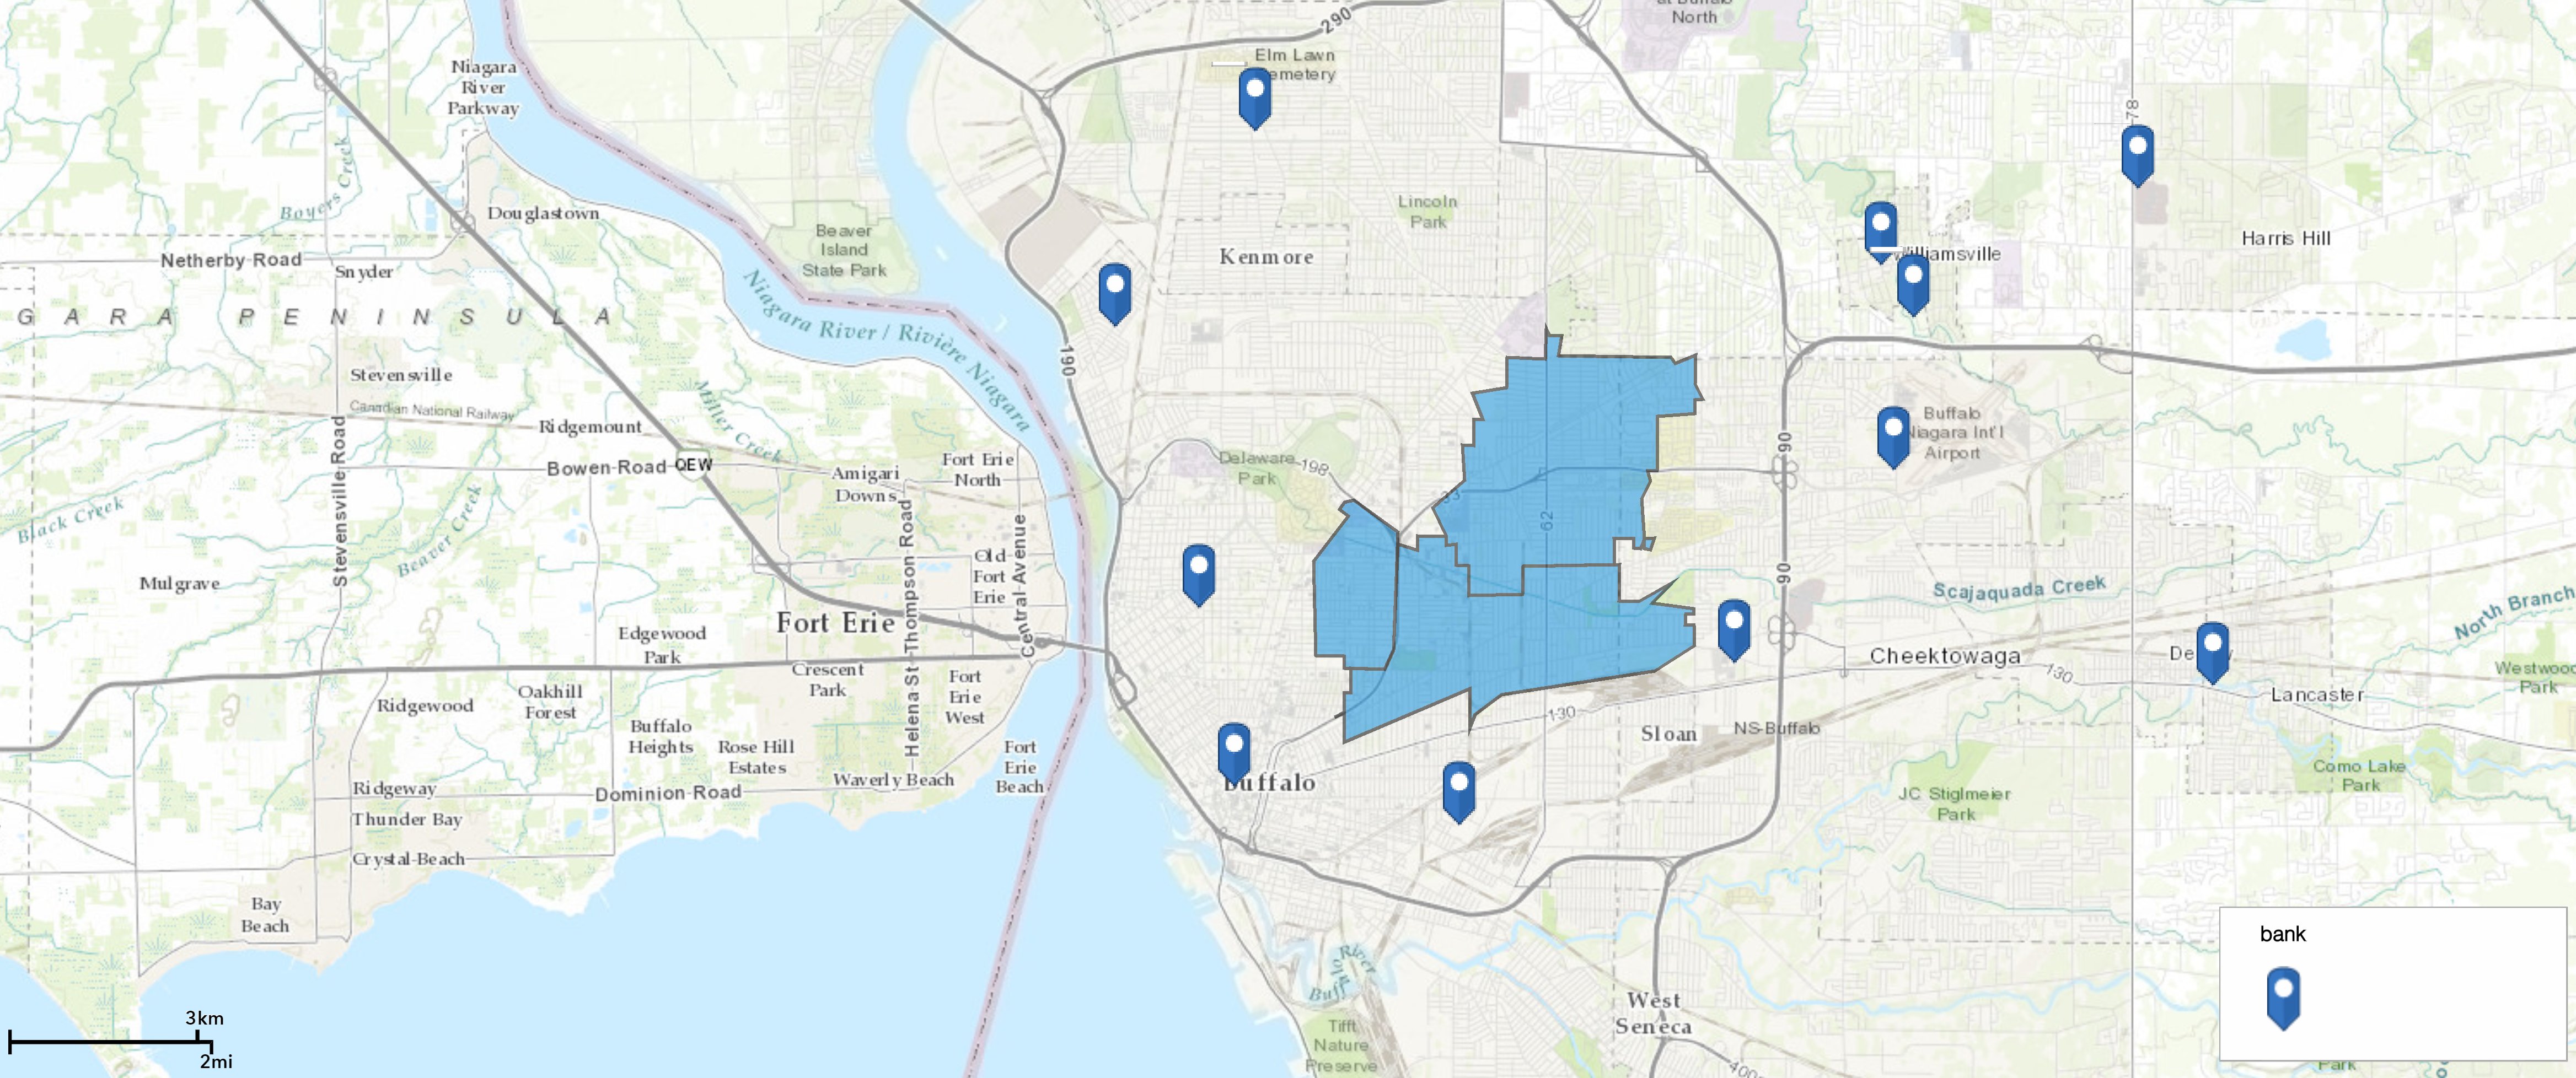 at Buffalo
North
290
Elm Lawn
emetery
Niagara
River
Parkway
78
Boyers Creek
Douglastown
Lincoln
Park
Beaver
Island
State Park
Harris Hill
Netherby Road
Snyder
Kenmore
Williamsville
GARA PENINSULA
Niagara River / Rivière Niagara
190
Stevensville
Canadian National Railway
Miller Creek
Ridgemount
Buffalo
Niagara Int'l
Airport
90
Bowen Road
QEW
Amigari
Downs
Fort Erie
North
Delaware
Park
198
33
62
Black Creek
Beaver Creek
Stevensville Road
Helena St-Thompson Road
Central Avenue
Old
Fort
Erie
Mulgrave
90
Scajaquada Creek
North Branch
Fort Erie
Edgewood
Park
Crescent
Park
Fort
Erie
West
Cheektowaga
130
De
Lancaster
Westwood
Park
Ridgewood
Oakhill
Forest
Buffalo
Heights
Rose Hill
Estates
130
Sloan
NS-Buffalo
Fort
Erie
Beach
Waverly Beach
Buffalo
Como Lake
Park
Ridgeway
Dominion Road
JC Stiglmeier
Park
Thunder Bay
Crystal Beach
Bay
Beach
bank
River
Buffalo
West
Seneca
Tifft
Nature
Preserve
400
Park
3km
2mi